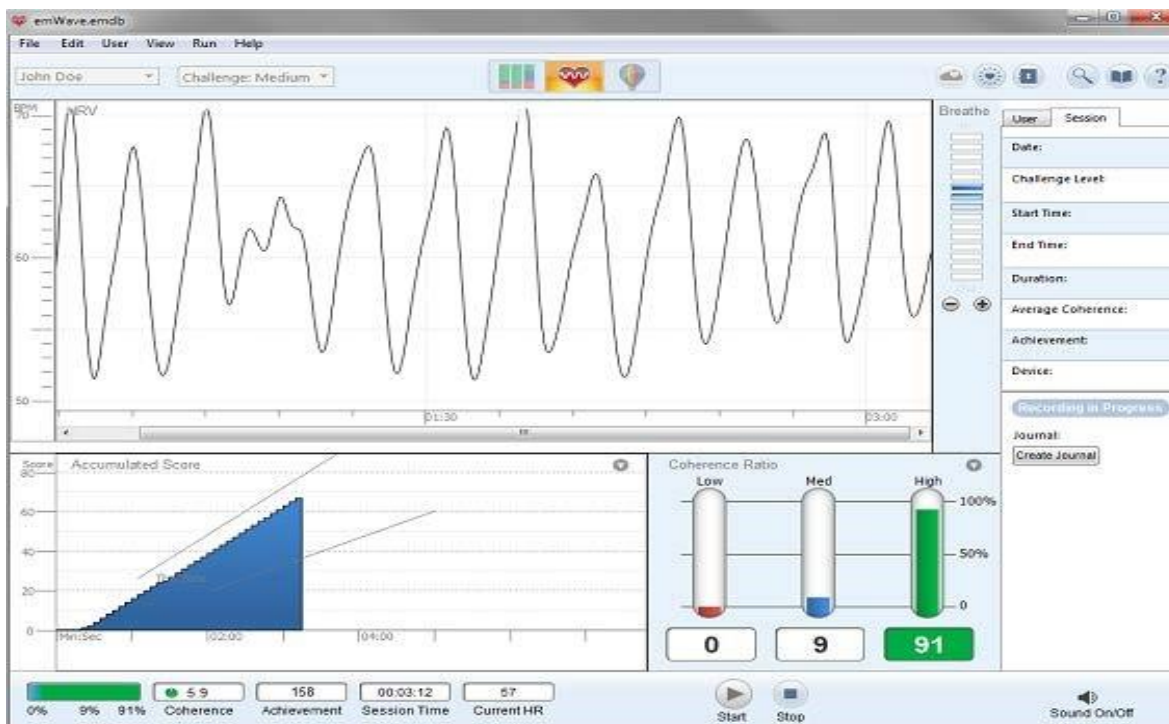 emWave.emdb
File Edit User View Run Help
John Doe Challenge: Medium
BPM HRV Breathe User Session
70
60
50
01:30 03:00
Date:
Challenge Level:
Start Time:
End Time:
Duration:
Average Coherence:
Achievement:
Device:
Recording in Progress
Journal:
Create Journal
Score Accumulated Score
80
60
40
20
0
Min:Sec 02:00 04:00
Coherence Ratio
Low Med High
100%
50%
0
0 9 91
0% 9% 91%
5.9 158 00:03:12 57
Coherence Achievement Session Time Current HR
Start Stop Sound On/Off